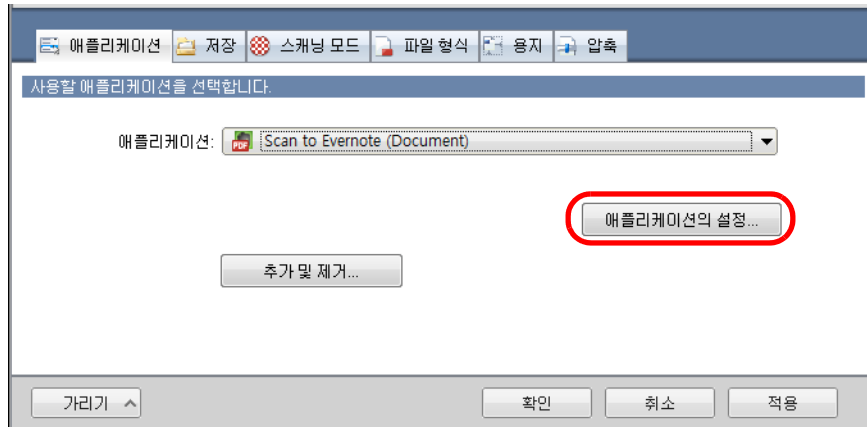 애플리케이션 저장 스캐닝 모드 파일 형식 용지 압축
사용할 애플리케이션을 선택합니다.
애플리케이션: Scan to Evernote (Document)
애플리케이션의 설정...
추가 및 제거...
가리기 확인 취소 적용